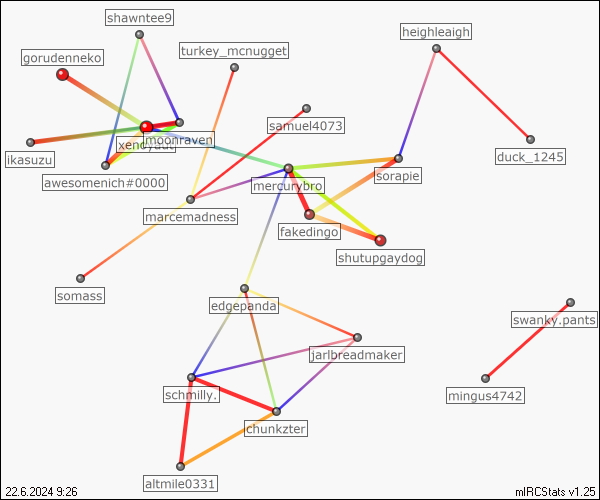 shawntee9
heighleaigh
gorudenneko
turkey_mcnugget
samuel4073
moonraven
ikasuzu
duck_1245
awesomenich#0000
mercurybro
sorapie
marcemadness
fakedingo
shutupgaydog
somass
edgepanda
swanky.pants
jarlbreadmaker
schmilly.
mingus4742
chunkzter
altmile0331
22.6.2024 9:26
mIRCStats v1.25